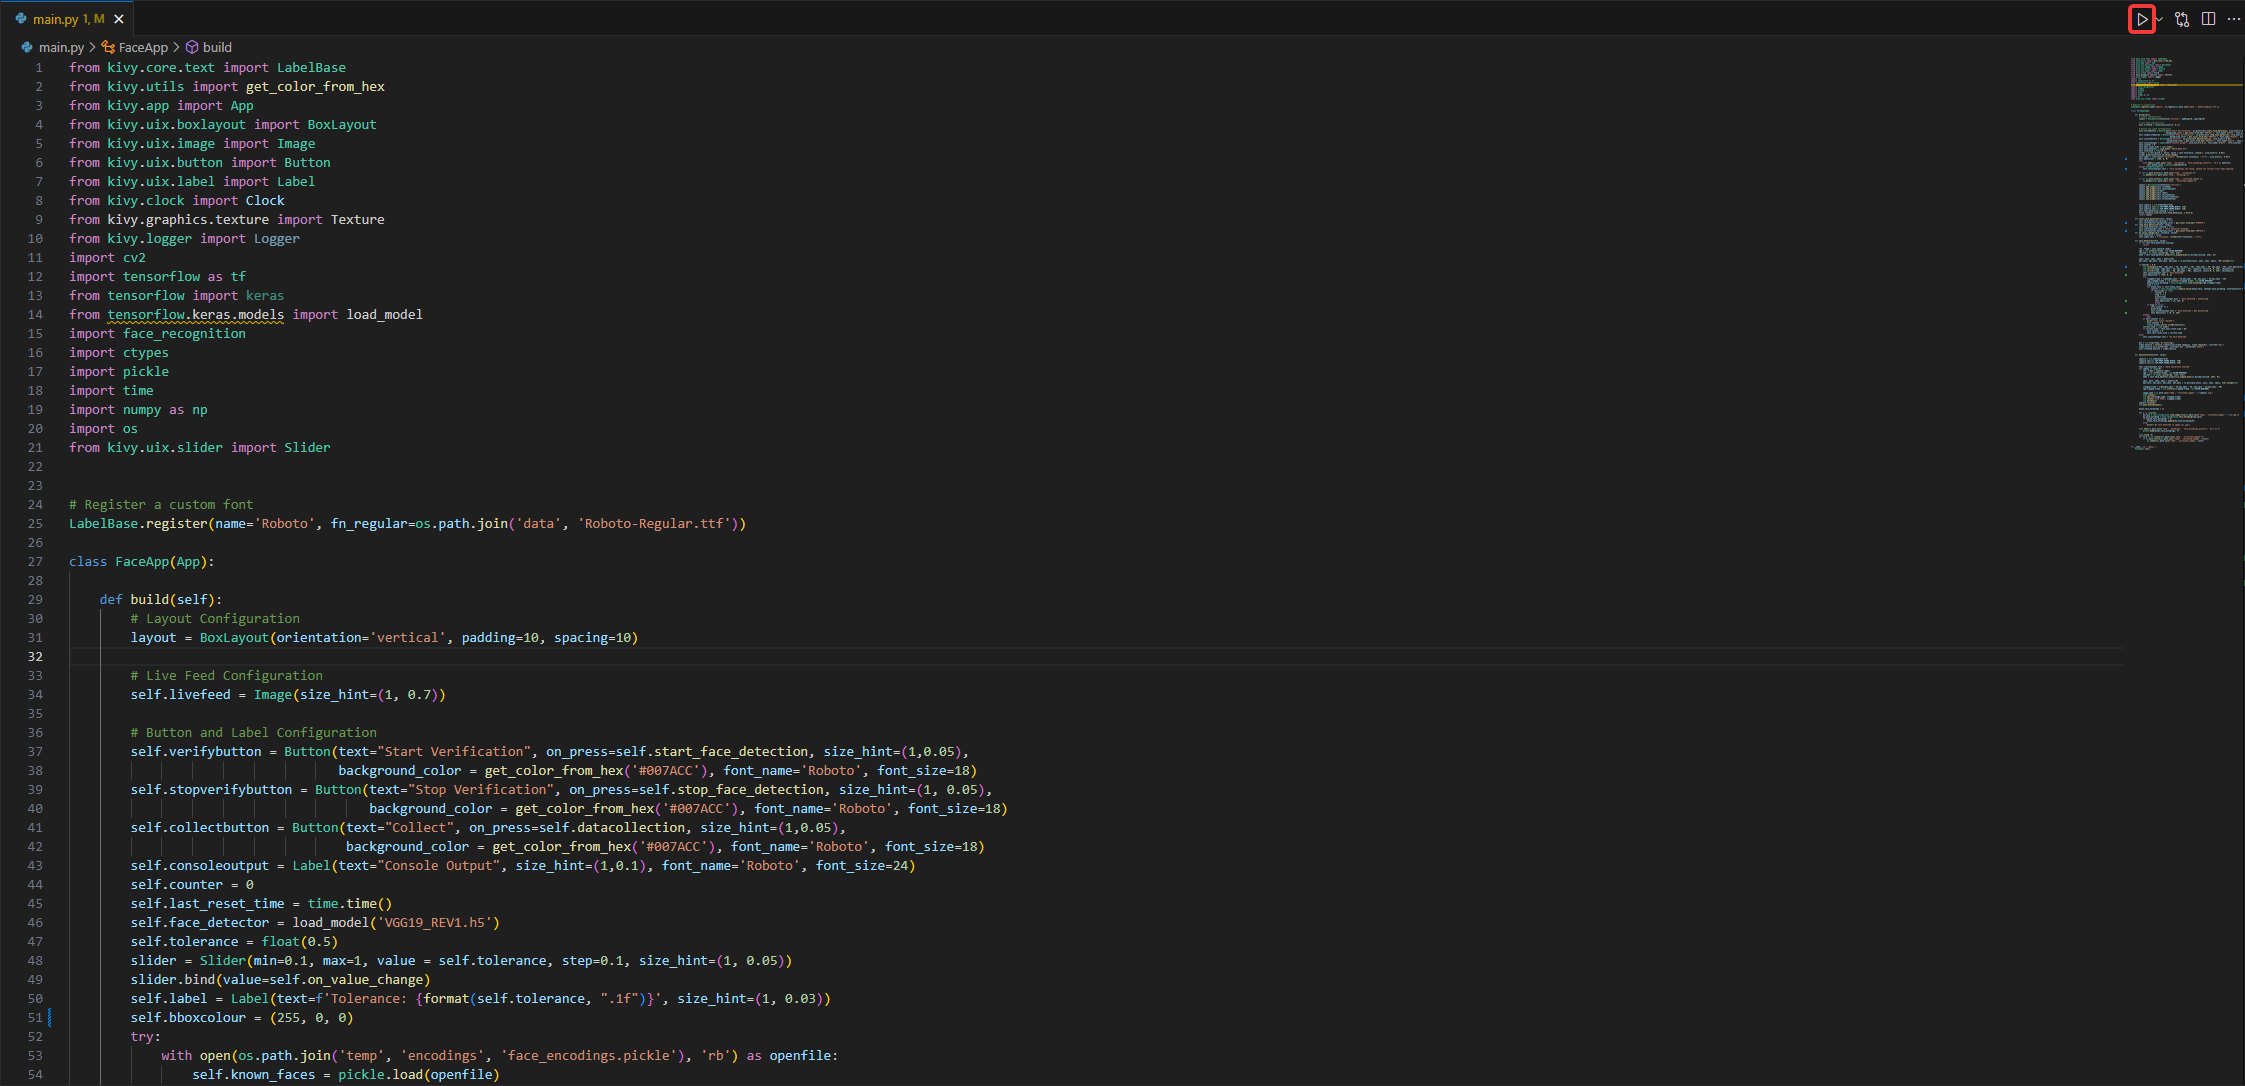 main.py 1, M
main.py > FaceApp > build
1 from kivy.core.text import LabelBase
2 from kivy.utils import get_color_from_hex
3 from kivy.app import App
4 from kivy.uix.boxlayout import BoxLayout
5 from kivy.uix.image import Image
6 from kivy.uix.button import Button
7 from kivy.uix.label import Label
8 from kivy.clock import Clock
9 from kivy.graphics.texture import Texture
10 from kivy.logger import Logger
11 import cv2
12 import tensorflow as tf
13 from tensorflow import keras
14 from tensorflow.keras.models import load_model
15 import face_recognition
16 import ctypes
17 import pickle
18 import time
19 import numpy as np
20 import os
21 from kivy.uix.slider import Slider
22
23
24 # Register a custom font
25 LabelBase.register(name='Roboto', fn_regular=os.path.join('data', 'Roboto-Regular.ttf'))
26
27 class FaceApp(App):
28
29     def build(self):
30         # Layout Configuration
31         layout = BoxLayout(orientation='vertical', padding=10, spacing=10)
32
33         # Live Feed Configuration
34         self.livefeed = Image(size_hint=(1, 0.7))
35
36         # Button and Label Configuration
37         self.verifybutton = Button(text="Start Verification", on_press=self.start_face_detection, size_hint=(1,0.05),
38                                    background_color = get_color_from_hex('#007ACC'), font_name='Roboto', font_size=18)
39         self.stopverifybutton = Button(text="Stop Verification", on_press=self.stop_face_detection, size_hint=(1, 0.05),
40                                        background_color = get_color_from_hex('#007ACC'), font_name='Roboto', font_size=18)
41         self.collectbutton = Button(text="Collect", on_press=self.datacollection, size_hint=(1,0.05),
42                                     background_color = get_color_from_hex('#007ACC'), font_name='Roboto', font_size=18)
43         self.consoleoutput = Label(text="Console Output", size_hint=(1,0.1), font_name='Roboto', font_size=24)
44         self.counter = 0
45         self.last_reset_time = time.time()
46         self.face_detector = load_model('VGG19_REV1.h5')
47         self.tolerance = float(0.5)
48         slider = Slider(min=0.1, max=1, value = self.tolerance, step=0.1, size_hint=(1, 0.05))
49         slider.bind(value=self.on_value_change)
50         self.label = Label(text=f'Tolerance: {format(self.tolerance, ".1f")}', size_hint=(1, 0.03))
51         self.bboxcolour = (255, 0, 0)
52         try:
53             with open(os.path.join('temp', 'encodings', 'face_encodings.pickle'), 'rb') as openfile:
54                 self.known_faces = pickle.load(openfile)